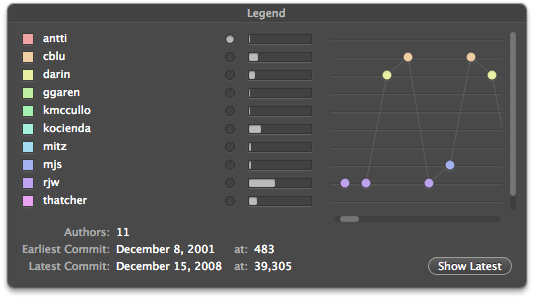 Legend
antti
cblu
darin
ggaren
kmccullo
kocienda
mitz
mjs
rjw
thatcher
Authors: 11
Earliest Commit: December 8, 2001 at: 483
Latest Commit: December 15, 2008 at: 39,305
Show Latest